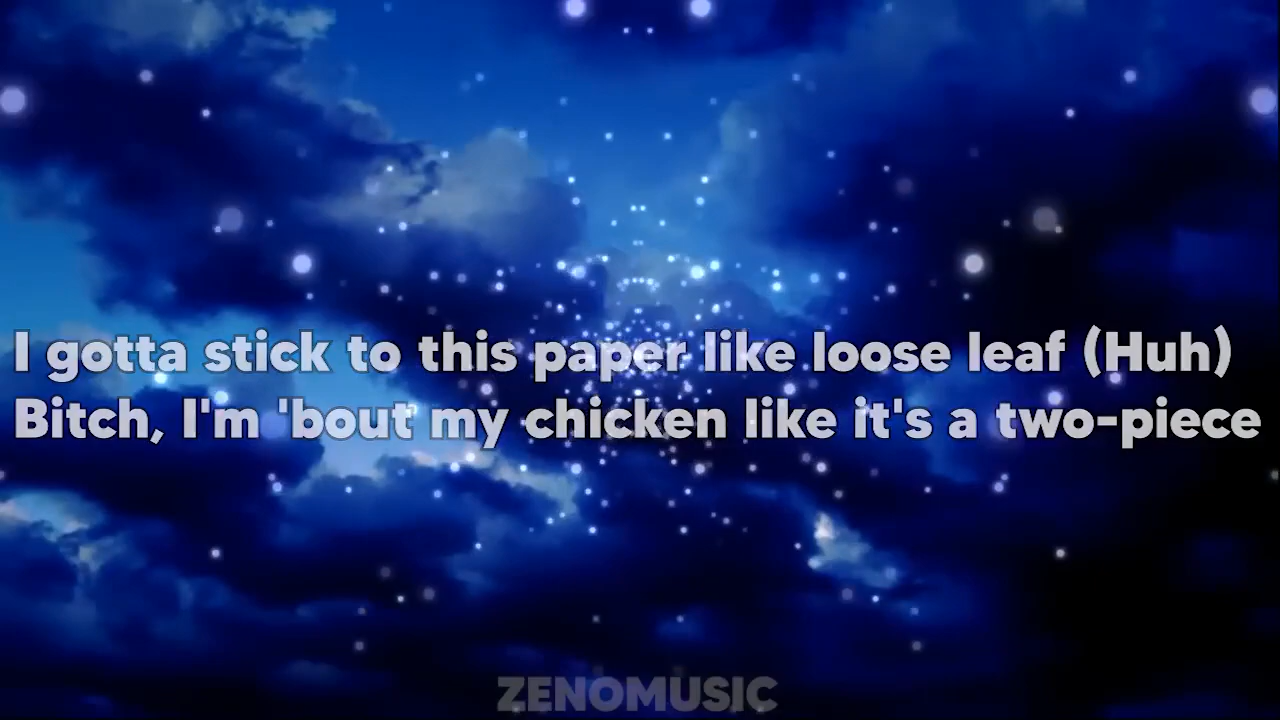 I gotta stick to this paper like loose leaf (Huh)
Bitch, I'm 'bout my chicken like it's a two-piece
ZENOMUSIC